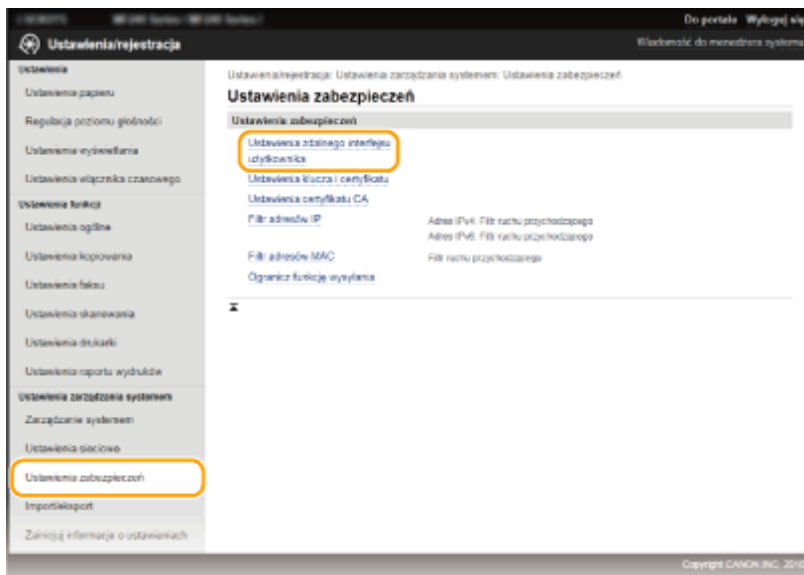 Do portalu Wyloguj się
Ustawienia/rejestracja
Wiadomość do menedżera systemu
Ustawienia
Ustawienia papieru
Regulacja poziomu głośności
Ustawienia wyświetlania
Ustawienia włącznika czasowego
Ustawienia funkcji
Ustawienia ogólne
Ustawienia kopiowania
Ustawienia faksu
Ustawienia skanowania
Ustawienia drukarki
Ustawienia raportu wydruków
Ustawienia zarządzania systemem
Zarządzanie systemem
Ustawienia sieciowe
Ustawienia zabezpieczeń
Import/eksport
Zainicjuj informacje o ustawieniach
Ustawienia/rejestracja: Ustawienia zarządzania systemem: Ustawienia zabezpieczeń
Ustawienia zabezpieczeń
Ustawienia zabezpieczeń
Ustawienia zdalnego interfejsu
użytkownika
Ustawienia klucza i certyfikatu
Ustawienia certyfikatu CA
Filtr adresów IP
Adres IPv4: Filtr ruchu przychodzącego
Adres IPv6: Filtr ruchu przychodzącego
Filtr adresów MAC
Filtr ruchu przychodzącego
Ogranicz funkcję wysyłania
Copyright CANON INC.